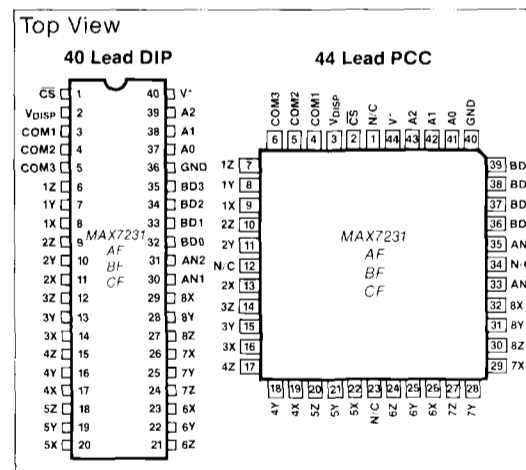 Top View
40 Lead DIP
CS 1 40 V+
VDISP 2 39 A2
COM1 3 38 A1
COM2 4 37 A0
COM3 5 36 GND
1Z 6 35 BD3
1Y 7 34 BD2
1X 8 33 BD1
2Z 9 32 BD0
2Y 10 31 AN2
2X 11 30 AN1
3Z 12 29 8X
3Y 13 28 8Y
3X 14 27 8Z
4Z 15 26 7X
4Y 16 25 7Y
4X 17 24 7Z
5Z 18 23 6X
5Y 19 22 6Y
5X 20 21 6Z
MAX7231
AF
BF
CF
44 Lead PCC
COM3 COM2 COM1 VDISP CS N/C V+ A2 A1 A0 GND
6 5 4 3 2 1 44 43 42 41 40
1Z 7 39 BD
1Y 8 38 BD
1X 9 37 BD
2Z 10 36 BD
2Y 11 35 AN
N/C 12 34 N/C
2X 13 33 AN
3Z 14 32 8X
3Y 15 31 8Y
3X 16 30 8Z
4Z 17 29 7X
MAX7231
AF
BF
CF
18 19 20 21 22 23 24 25 26 27 28
4Y 4X 5Z 5Y 5X N/C 6Z 6Y 6X 7Z 7Y